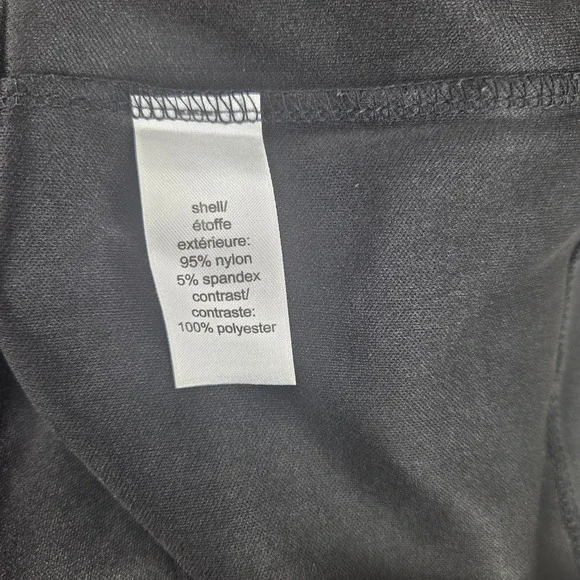 shell/
étoffe
extérieure:
95% nylon
5% spandex
contrast/
contraste:
100% polyester